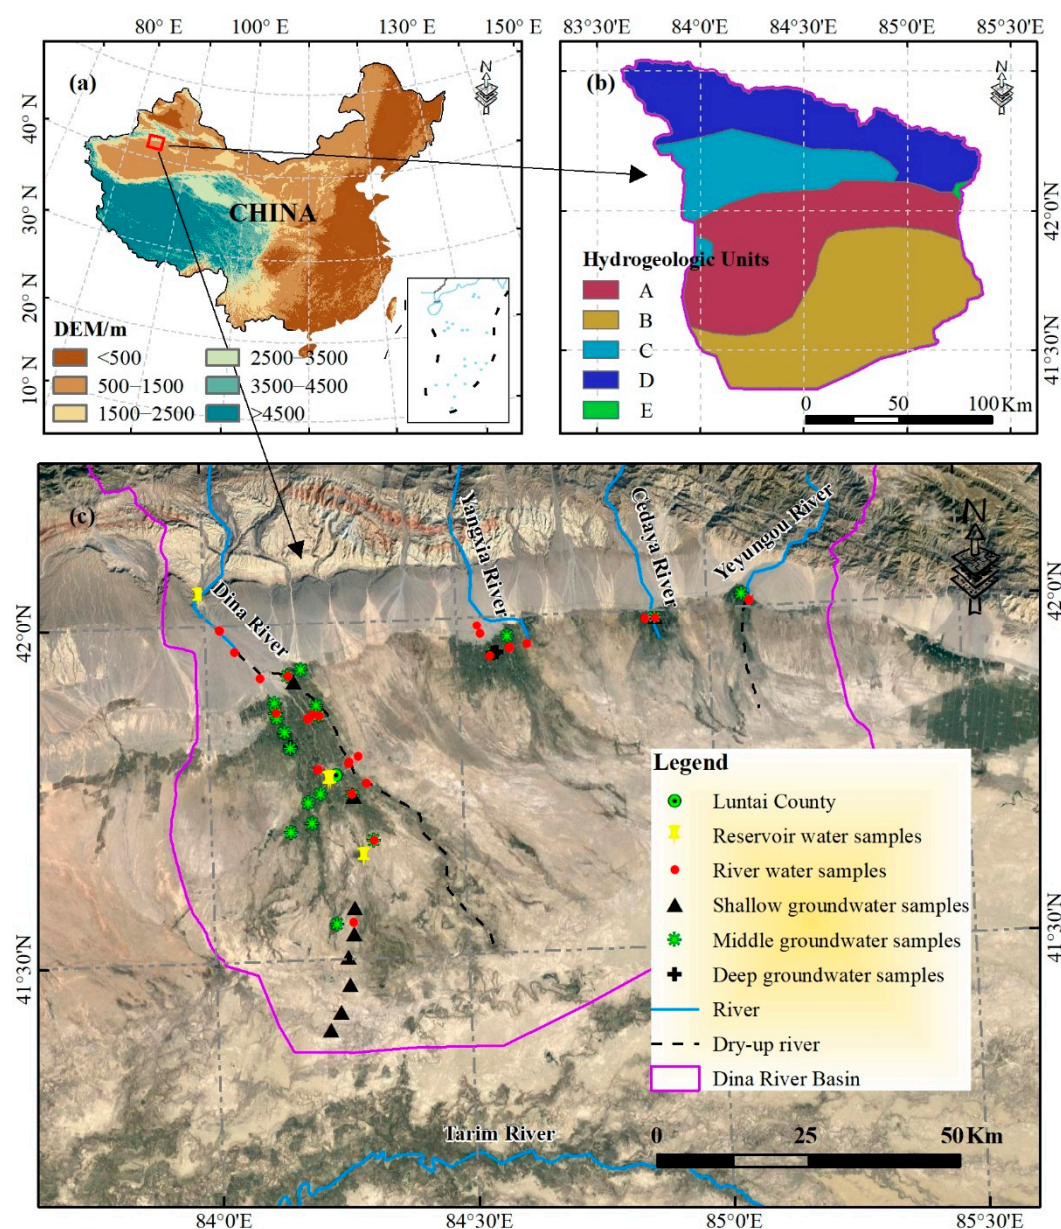 80° E 100° E 130° E 150° E
(a)
N
40° N
30° N
20° N
10° N
CHINA
DEM/m
<500
500–1500
1500–2500
2500–3500
3500–4500
>4500
83°30'E 84°0'E 84°30'E 85°0'E 85°30'E
(b)
N
42°0'N
41°30'N
Hydrogeologic Units
A
B
C
D
E
0 50 100 Km
(c)
N
Dina River
Yangxia River
Cedaya River
Yeyungou River
42°0'N
42°0'N
41°30'N
41°30'N
Legend
Luntai County
Reservoir water samples
River water samples
Shallow groundwater samples
Middle groundwater samples
Deep groundwater samples
River
Dry-up river
Dina River Basin
Tarim River
0 25 50 Km
84°0'E 84°30'E 85°0'E 85°30'E